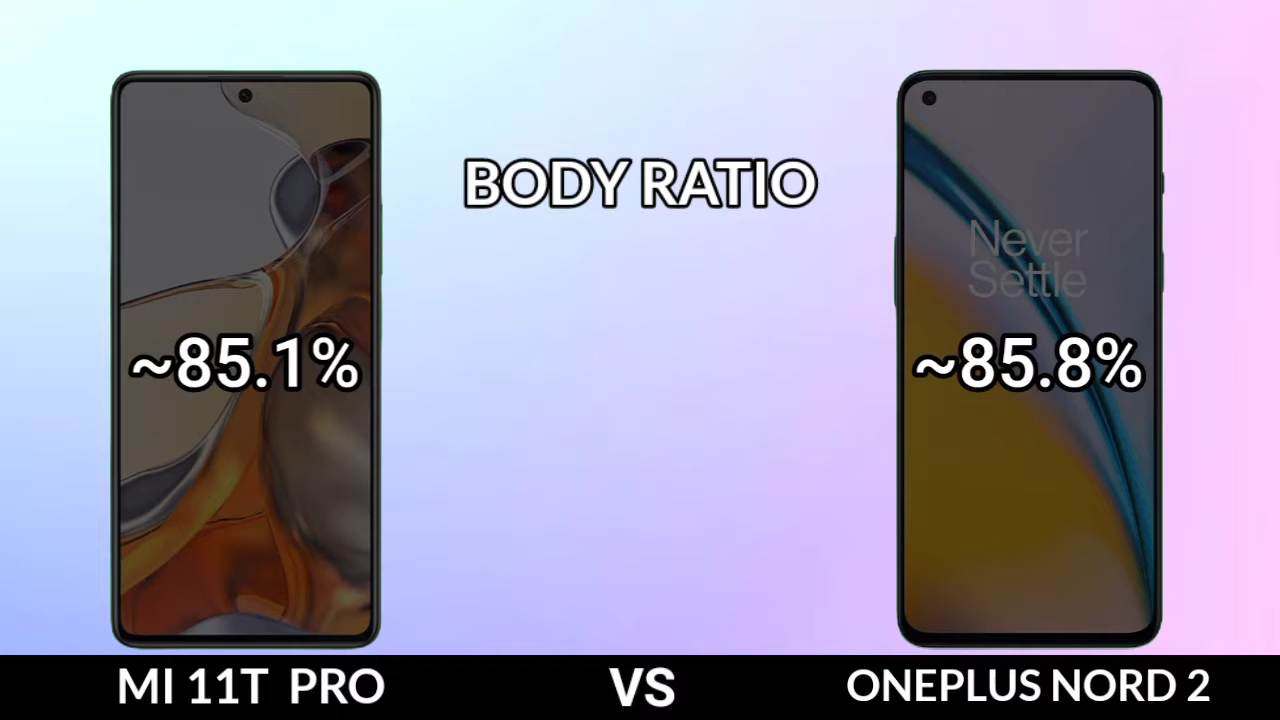 BODY RATIO
Never
Settle
~85.1%
~85.8%
MI 11T PRO
VS
ONEPLUS NORD 2